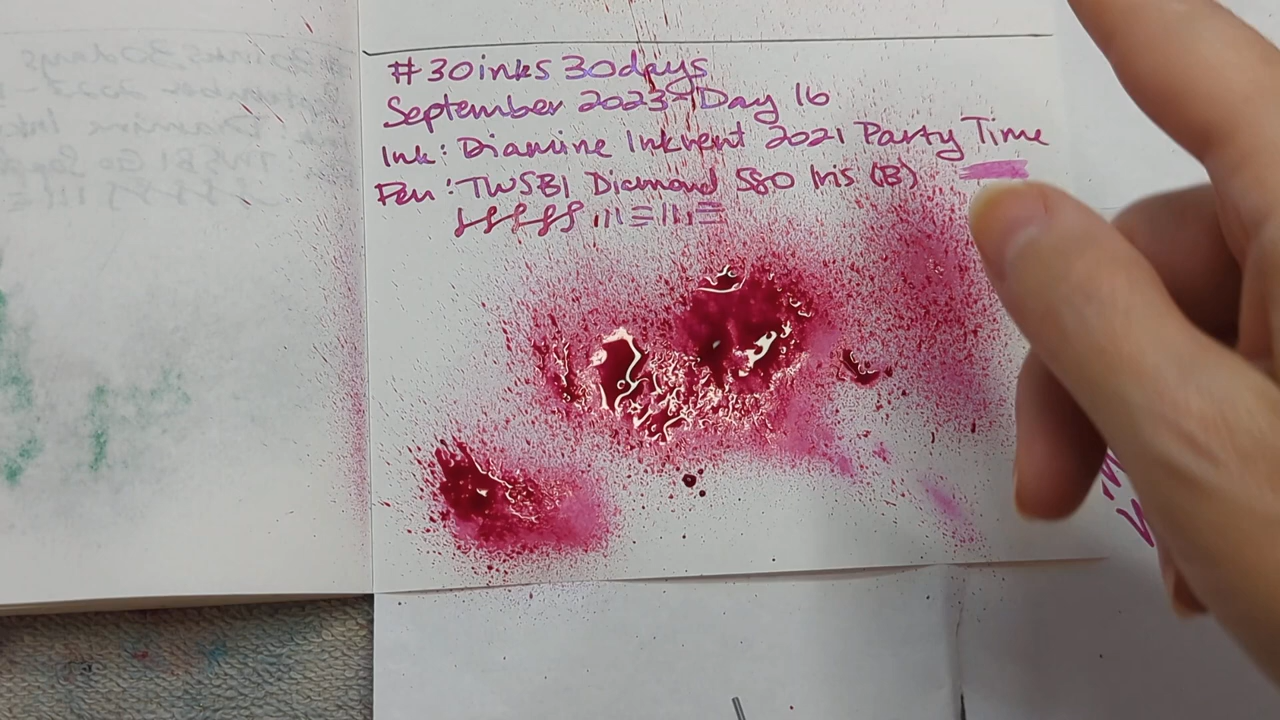 #30inks30days
September 2023 - Day 16
Ink: Diamine Inkvent 2021 Party Time
Pen: TWSBI Diamond 580 Iris (B)